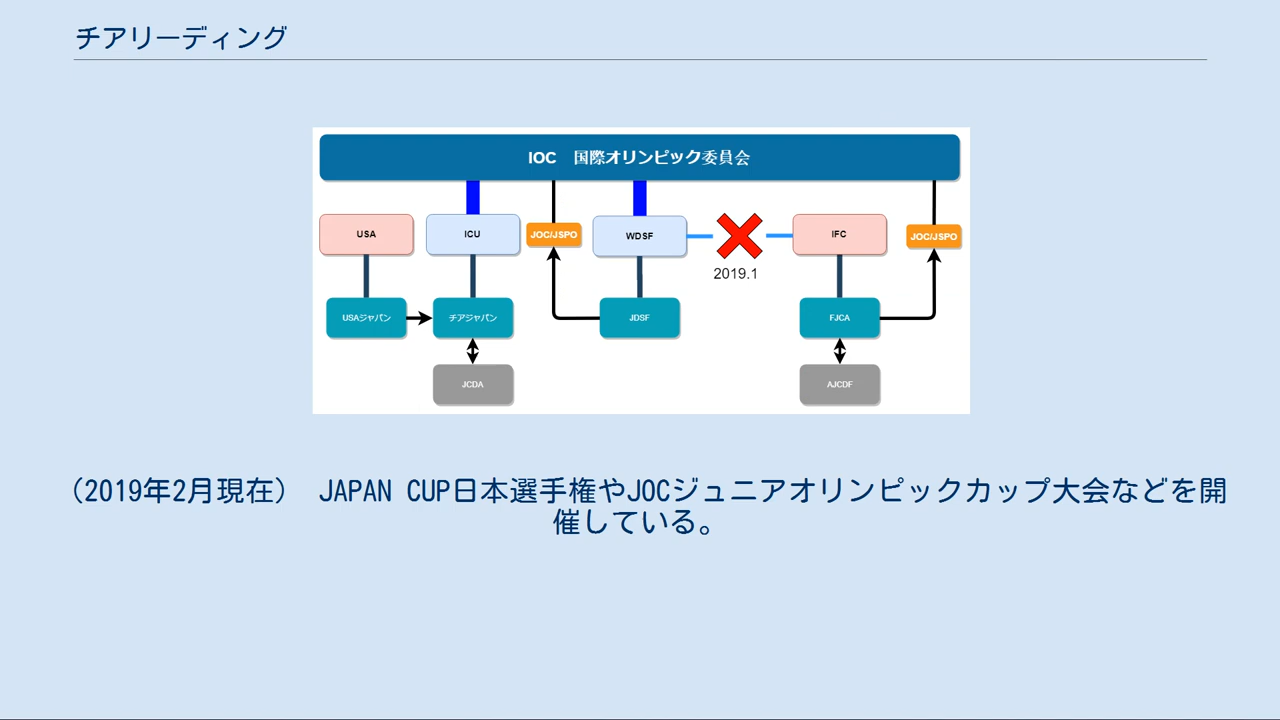 チアリーディング
IOC 国際オリンピック委員会
USA
ICU
JOC/JSPO
WDSF
IFC
JOC/JSPO
2019.1
USAジャパン
チアジャパン
JDSF
FJCA
JCDA
AJCDF
（2019年2月現在） JAPAN CUP日本選手権やJOCジュニアオリンピックカップ大会などを開
催している。